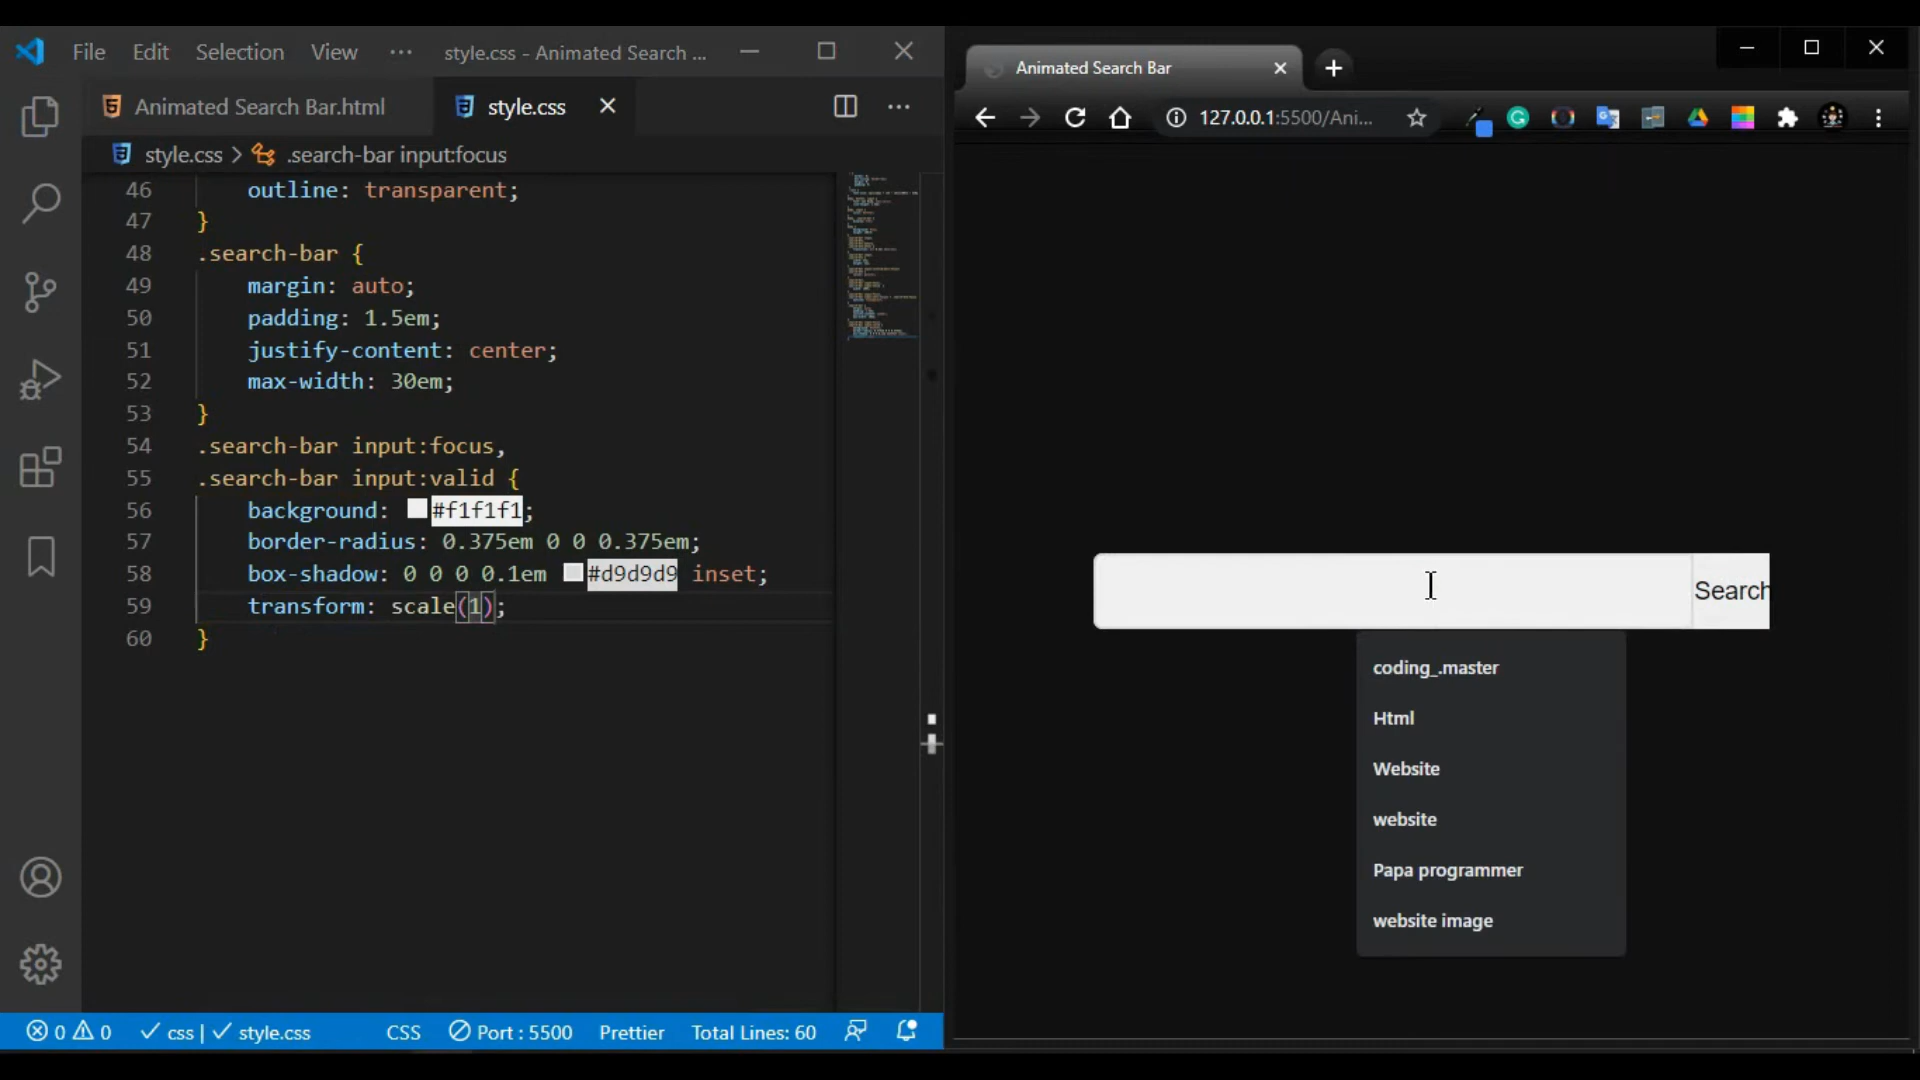 File Edit Selection View ··· style.css - Animated Search ...
Animated Search Bar.html style.css
style.css > .search-bar input:focus
46 outline: transparent;
47 }
48 .search-bar {
49 margin: auto;
50 padding: 1.5em;
51 justify-content: center;
52 max-width: 30em;
53 }
54 .search-bar input:focus,
55 .search-bar input:valid {
56 background: #f1f1f1;
57 border-radius: 0.375em 0 0 0.375em;
58 box-shadow: 0 0 0 0.1em #d9d9d9 inset;
59 transform: scale(1);
60 }
0 0 css | style.css CSS Port : 5500 Prettier Total Lines: 60
Animated Search Bar
127.0.0.1:5500/Ani...
Search
coding_.master
Html
Website
website
Papa programmer
website image